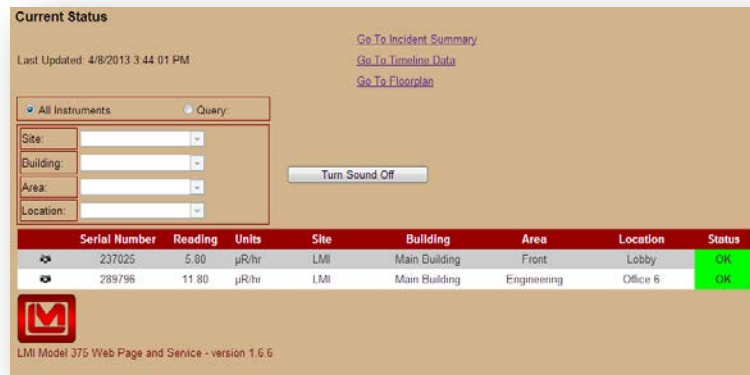 Current Status
Go To Incident Summary
Last Updated: 4/8/2013 3:44:01 PM
Go To Timeline Data
Go To Floorplan
All Instruments Query:
Site:
Building:
Turn Sound Off
Area:
Location:
Serial Number Reading Units Site Building Area Location Status
237025 5.80 µR/hr LMI Main Building Front Lobby OK
289796 11.80 µR/hr LMI Main Building Engineering Office 6 OK
LMI Model 375 Web Page and Service - version 1.6.6